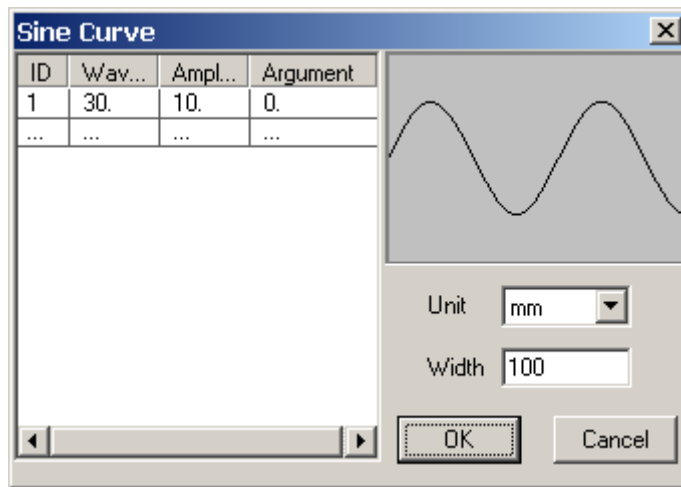 Sine Curve
ID Wav... Ampl... Argument
1 30. 10. 0.
... ... ... ...
Unit mm
Width 100
OK Cancel